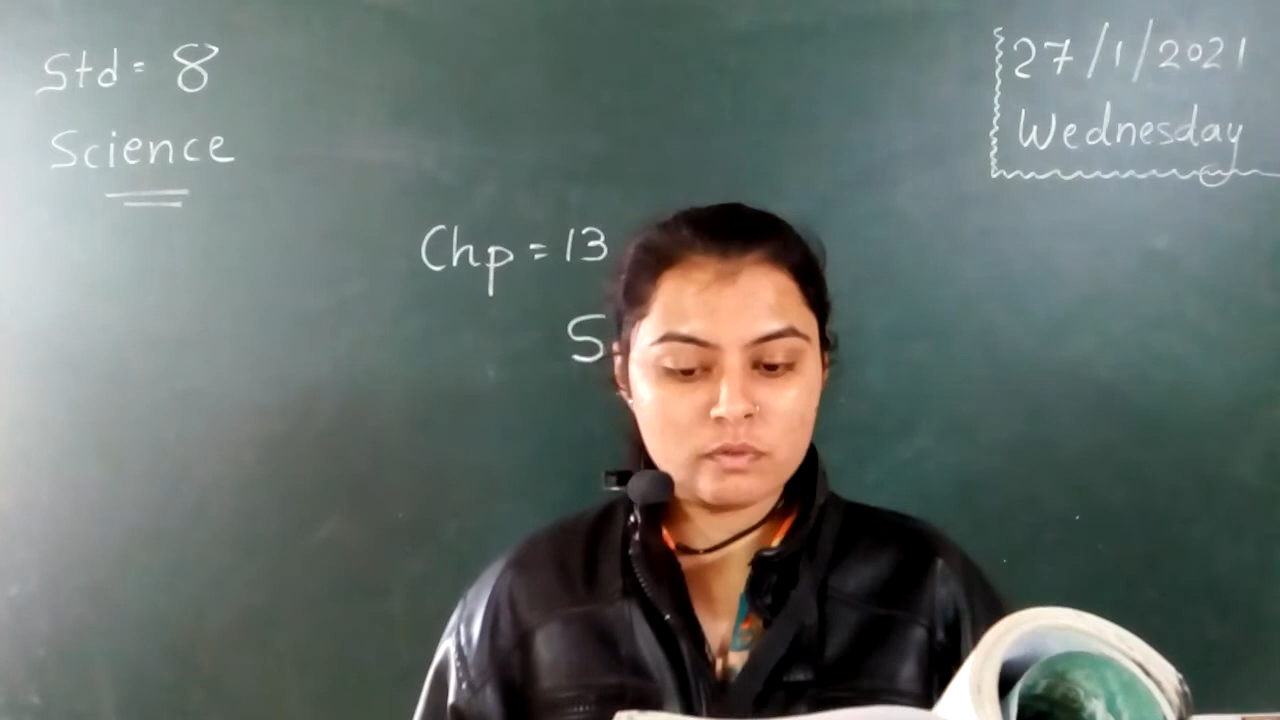 Std = 8
Science
27/1/2021
Wednesday
Chp = 13
S